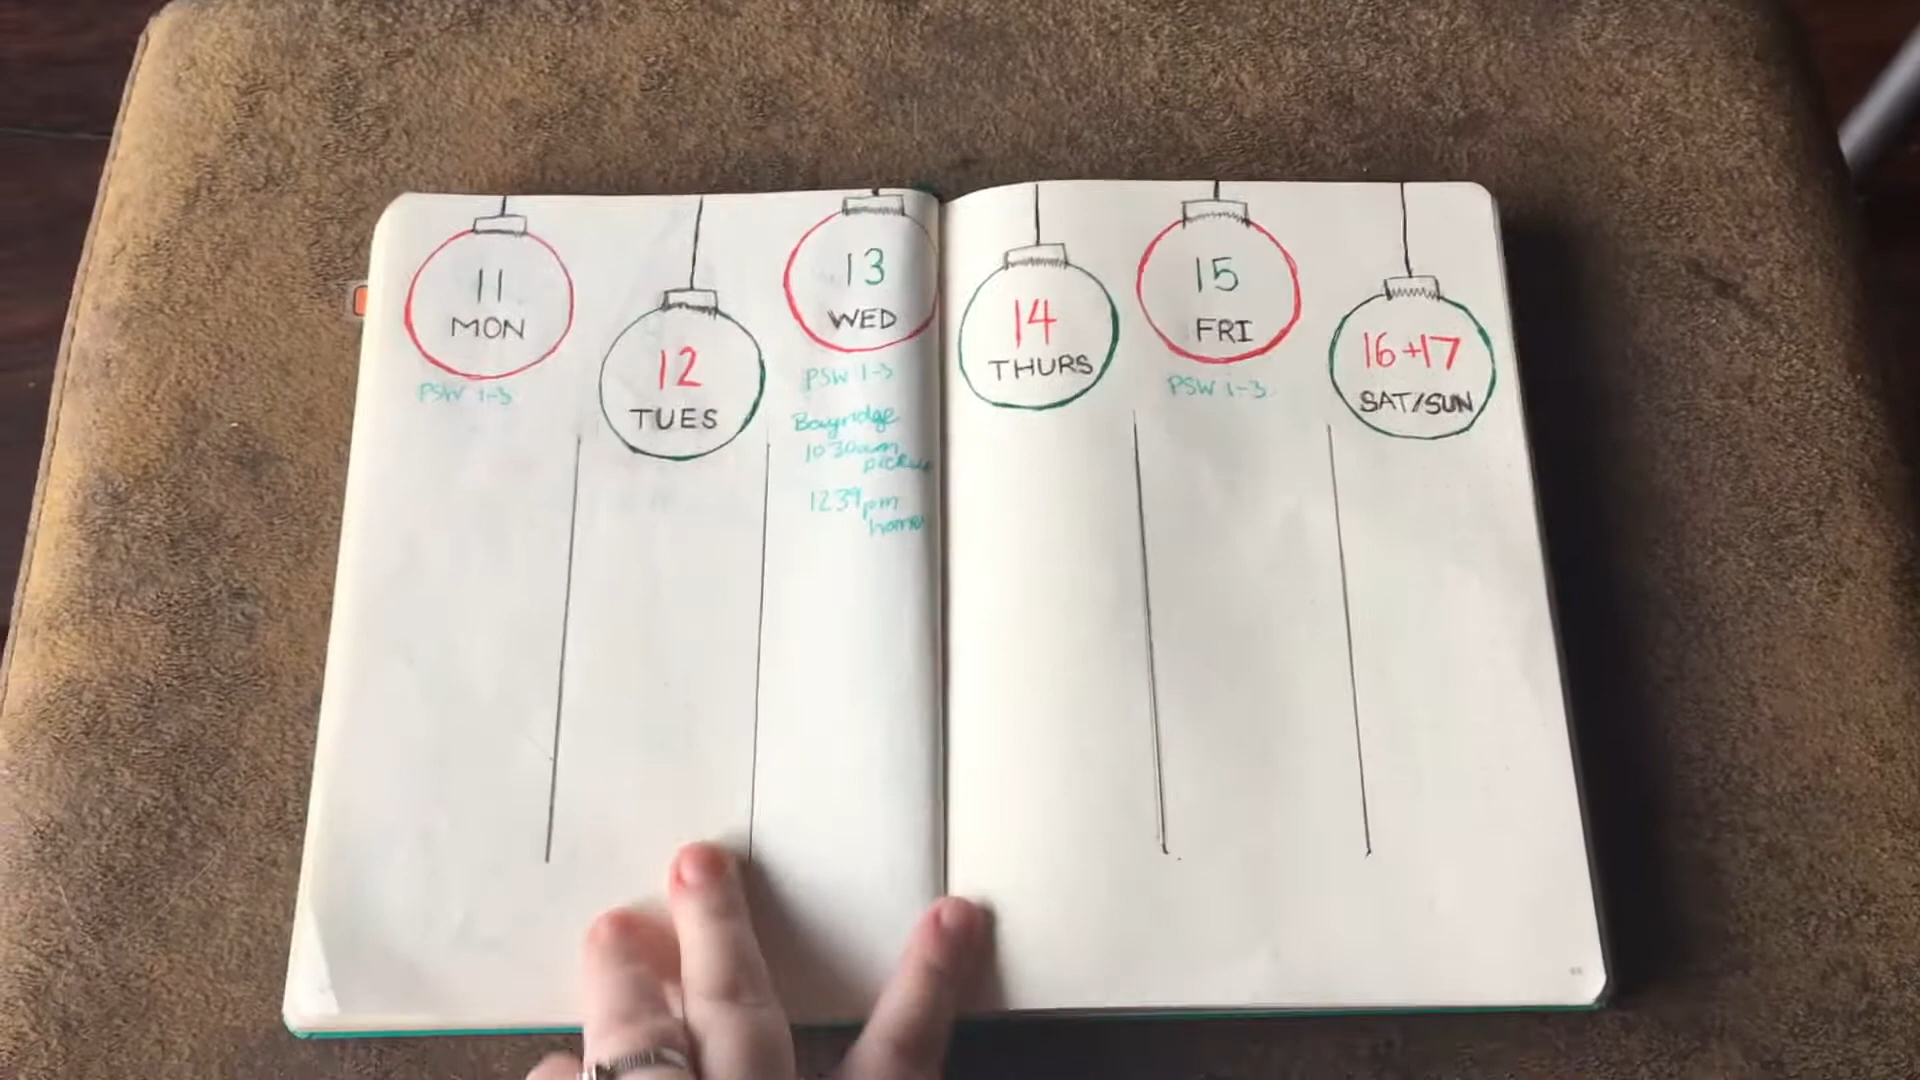 11
MON
PSW 1-3
12
TUES
13
WED
PSW 1-3
Bayridge
1030am
pickup
1239pm
home
14
THURS
15
FRI
PSW 1-3
16+17
SAT/SUN